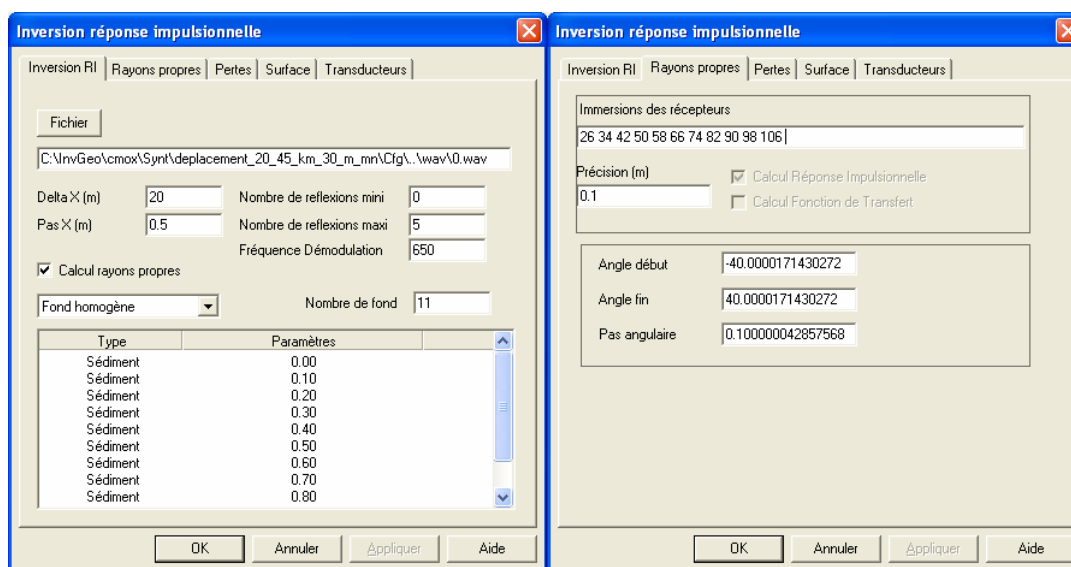 Inversion réponse impulsionnelle
Inversion RI Rayons propres Pertes Surface Transducteurs
Fichier
C:\InvGeo\cmox\Synt\deplacement_20_45_km_30_m_mn\Cfg\..\wav\0.wav
Delta X (m) 20 Nombre de reflexions mini 0
Pas X (m) 0.5 Nombre de reflexions maxi 5
Fréquence Démodulation 650
Calcul rayons propres
Fond homogène Nombre de fond 11
Type Paramètres
Sédiment 0.00
Sédiment 0.10
Sédiment 0.20
Sédiment 0.30
Sédiment 0.40
Sédiment 0.50
Sédiment 0.60
Sédiment 0.70
Sédiment 0.80
OK Annuler Appliquer Aide
Inversion réponse impulsionnelle
Inversion RI Rayons propres Pertes Surface Transducteurs
Immersions des récepteurs
26 34 42 50 58 66 74 82 90 98 106
Précision (m)
0.1
Calcul Réponse Impulsionnelle
Calcul Fonction de Transfert
Angle début -40.0000171430272
Angle fin 40.0000171430272
Pas angulaire 0.100000042857568
OK Annuler Appliquer Aide